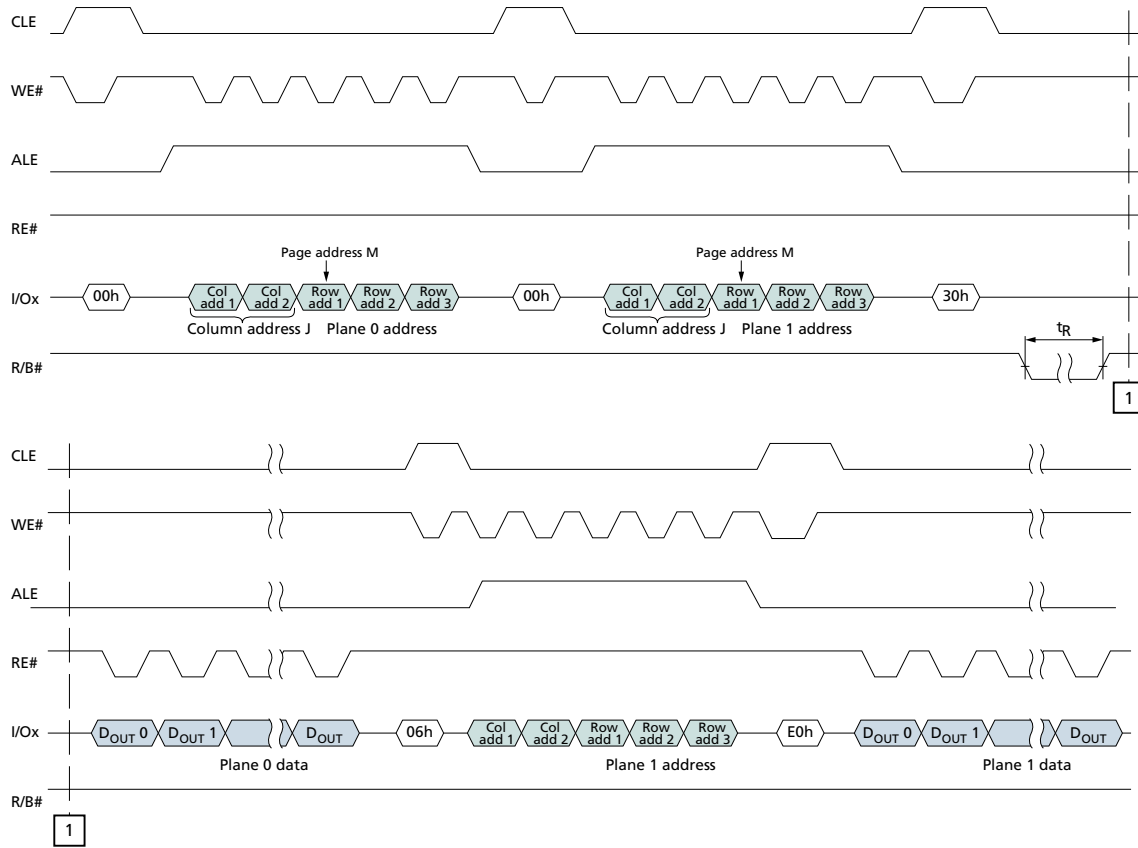 CLE
WE#
ALE
RE#
Page address M
Page address M
I/Ox
00h
Col add 1
Col add 2
Row add 1
Row add 2
Row add 3
00h
Col add 1
Col add 2
Row add 1
Row add 2
Row add 3
30h
Column address J
Plane 0 address
Column address J
Plane 1 address
tR
R/B#
1
CLE
WE#
ALE
RE#
I/Ox
DOUT 0
DOUT 1
DOUT
06h
Col add 1
Col add 2
Row add 1
Row add 2
Row add 3
E0h
DOUT 0
DOUT 1
DOUT
Plane 0 data
Plane 1 address
Plane 1 data
R/B#
1